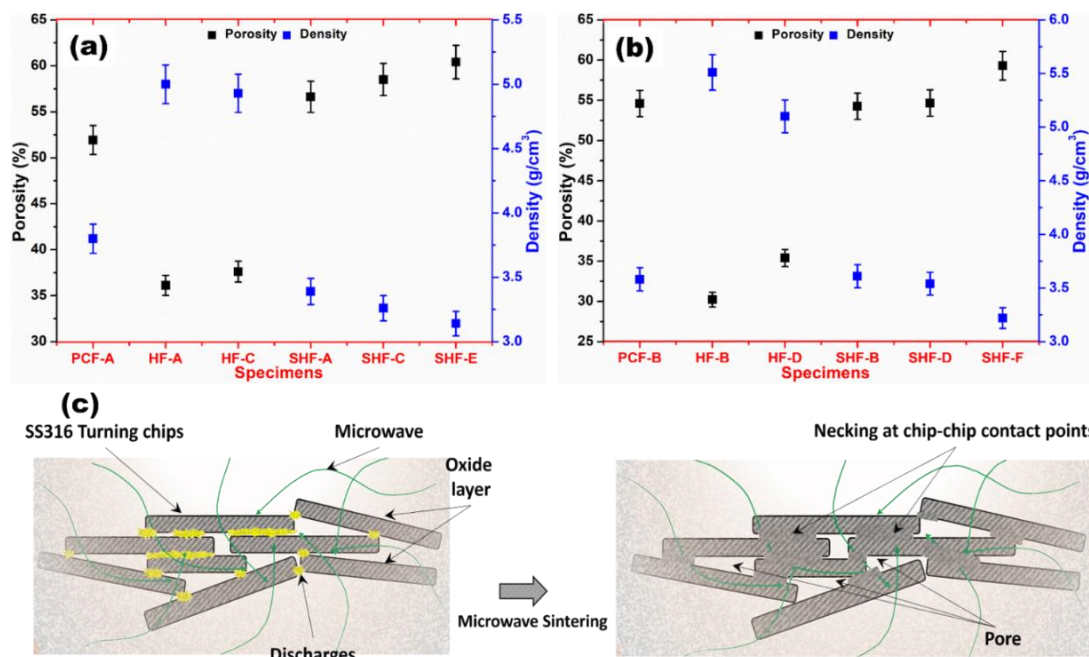 (a)
Porosity Density
65
60
55
50
45
40
35
30
Porosity (%)
5.5
5.0
4.5
4.0
3.5
3.0
Density (g/cm³)
PCF-A HF-A HF-C SHF-A SHF-C SHF-E
Specimens
(b)
Porosity Density
65
60
55
50
45
40
35
30
25
Porosity (%)
6.0
5.5
5.0
4.5
4.0
3.5
3.0
Density (g/cm³)
PCF-B HF-B HF-D SHF-B SHF-D SHF-F
Specimens
(c)
SS316 Turning chips
Microwave
Oxide
layer
Discharges
Microwave Sintering
Necking at chip-chip contact points
Pore